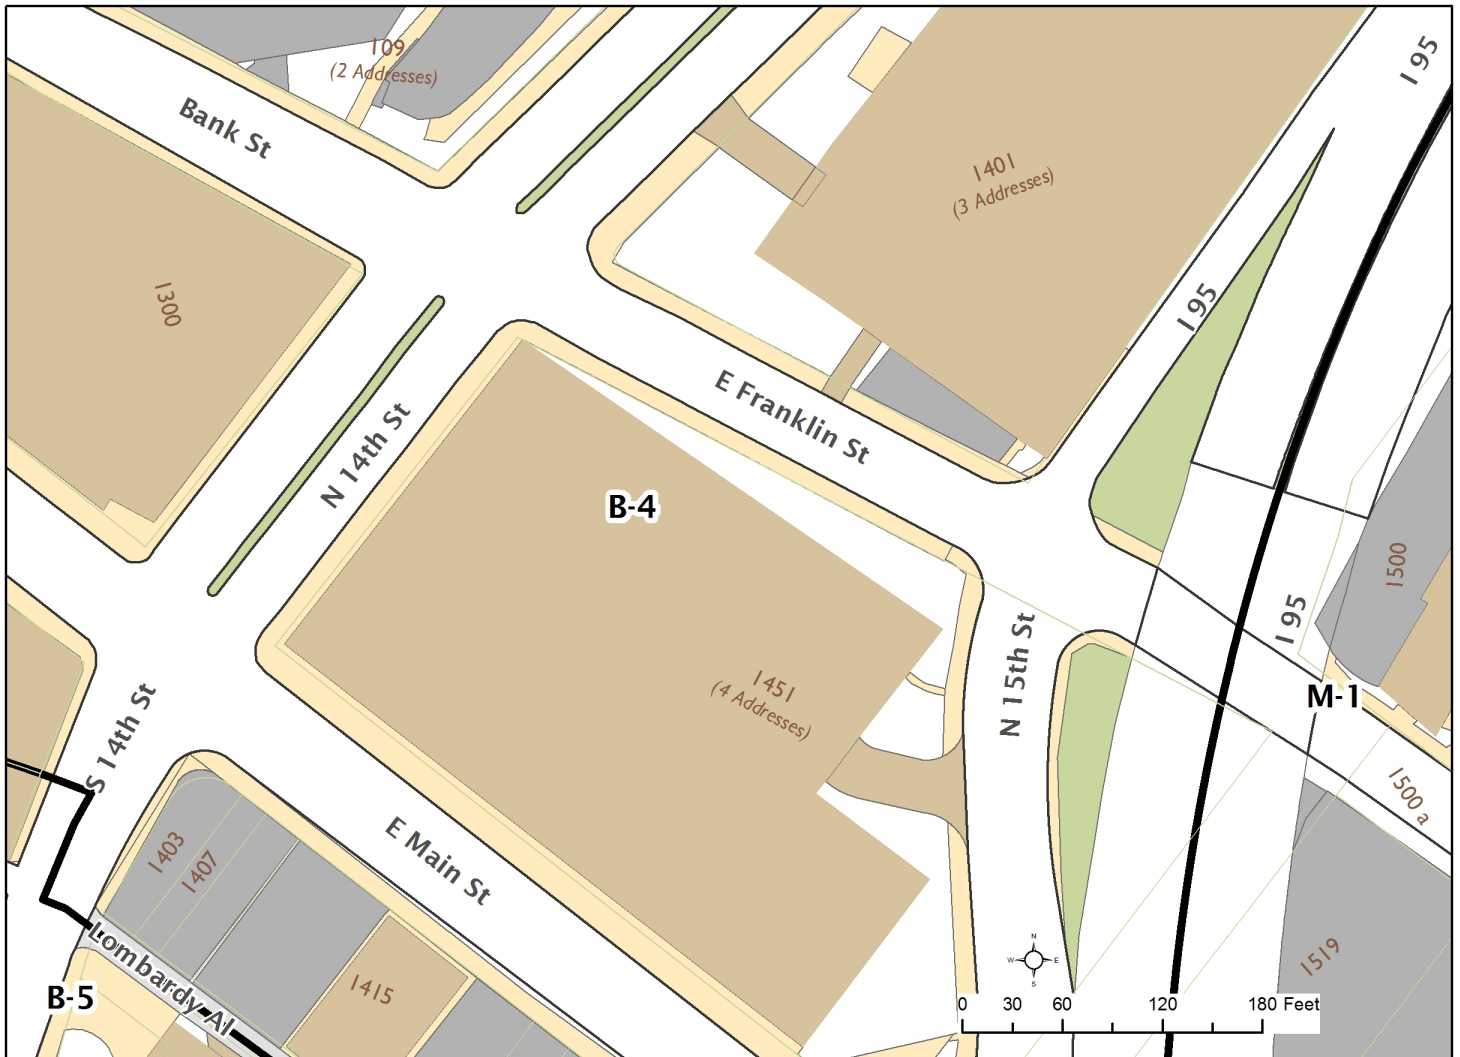 109
(2 Addresses)
I 95
Bank St
1401
(3 Addresses)
1300
I 95
E Franklin St
N 14th St
B-4
1500
I 95
N 15th St
1451
(4 Addresses)
M-1
S 14th St
1500 a
1403
1407
E Main St
Lombardy Al
1415
B-5
1519
N
W E
S
0 30 60 120 180 Feet